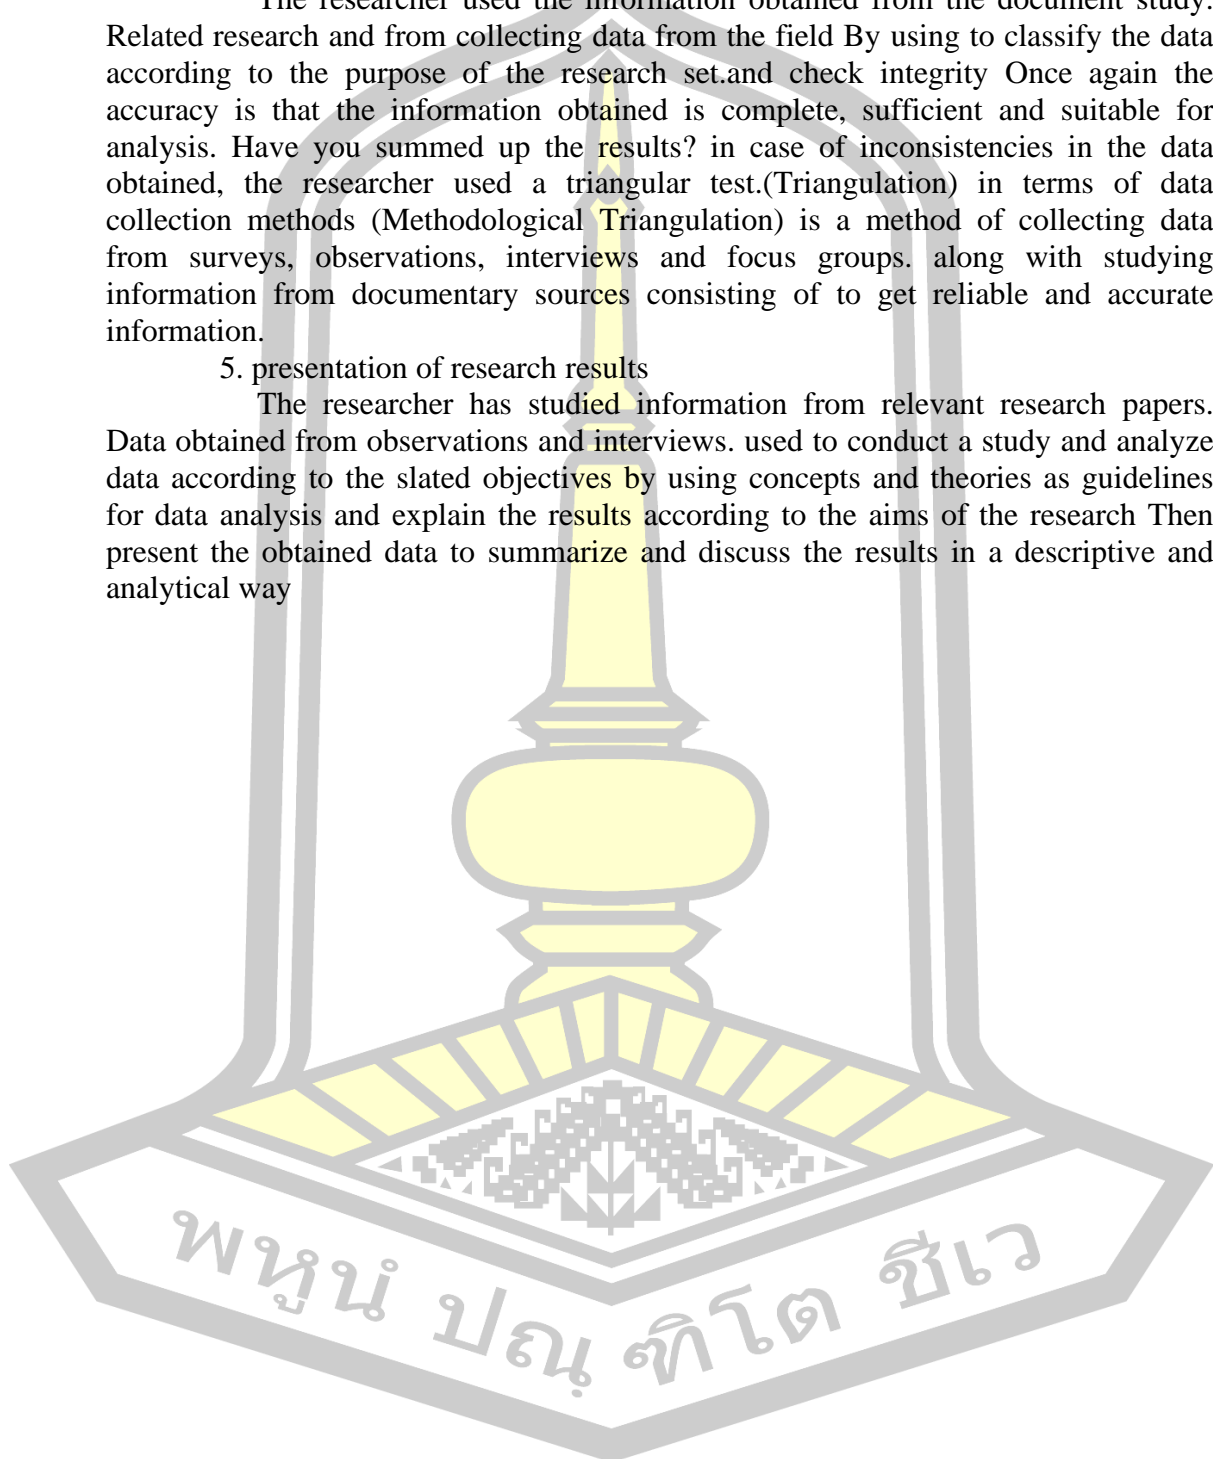 The researcher used the information obtained from the document study.
Related research and from collecting data from the field By using to classify the data
according to the purpose of the research set.and check integrity Once again the
accuracy is that the information obtained is complete, sufficient and suitable for
analysis. Have you summed up the results? in case of inconsistencies in the data
obtained, the researcher used a triangular test.(Triangulation) in terms of data
collection methods (Methodological Triangulation) is a method of collecting data
from surveys, observations, interviews and focus groups. along with studying
information from documentary sources consisting of to get reliable and accurate
information.
5. presentation of research results
The researcher has studied information from relevant research papers.
Data obtained from observations and interviews. used to conduct a study and analyze
data according to the slated objectives by using concepts and theories as guidelines
for data analysis and explain the results according to the aims of the research Then
present the obtained data to summarize and discuss the results in a descriptive and
analytical way
พหูนํ ปณฺฑิโต ชีเว